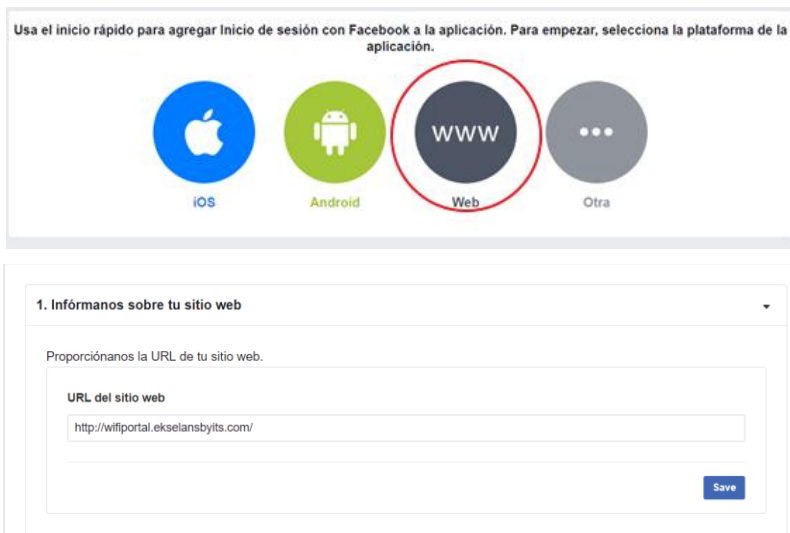 Usa el inicio rápido para agregar Inicio de sesión con Facebook a la aplicación. Para empezar, selecciona la plataforma de la
aplicación.
www
iOS Android Web Otra
1. Infórmanos sobre tu sitio web
Proporciónanos la URL de tu sitio web.
URL del sitio web
http://wifiportal.ekselansbyits.com/
Save